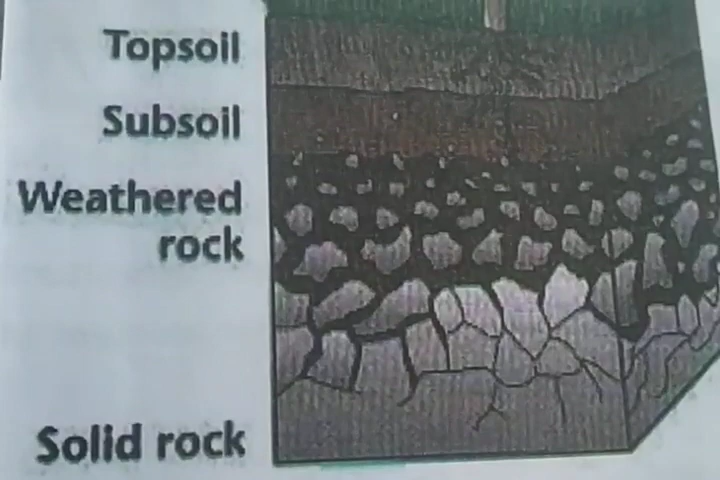 Topsoil
Subsoil
Weathered
rock
Solid rock